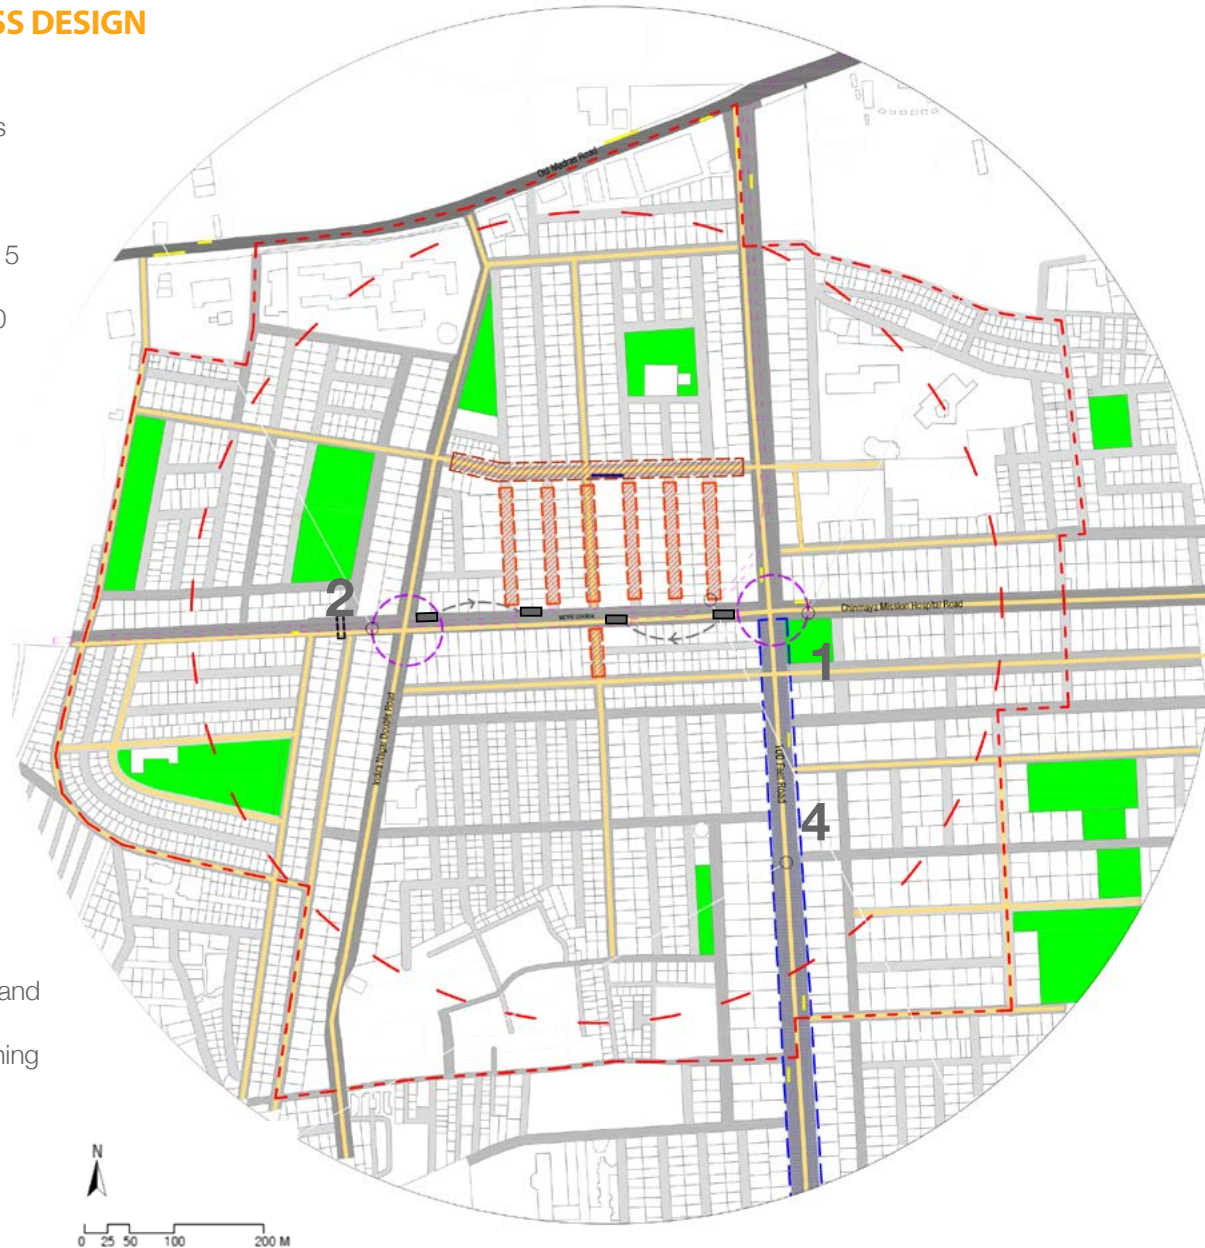 SS DESIGN
s
5
0
and
ning
Old Madras Road
2
METRO STATION
Chinmaya Mission Hospital Road
1
Indira Nagar Double Road
100 Feet Road
4
N
0 25 50 100 200 M